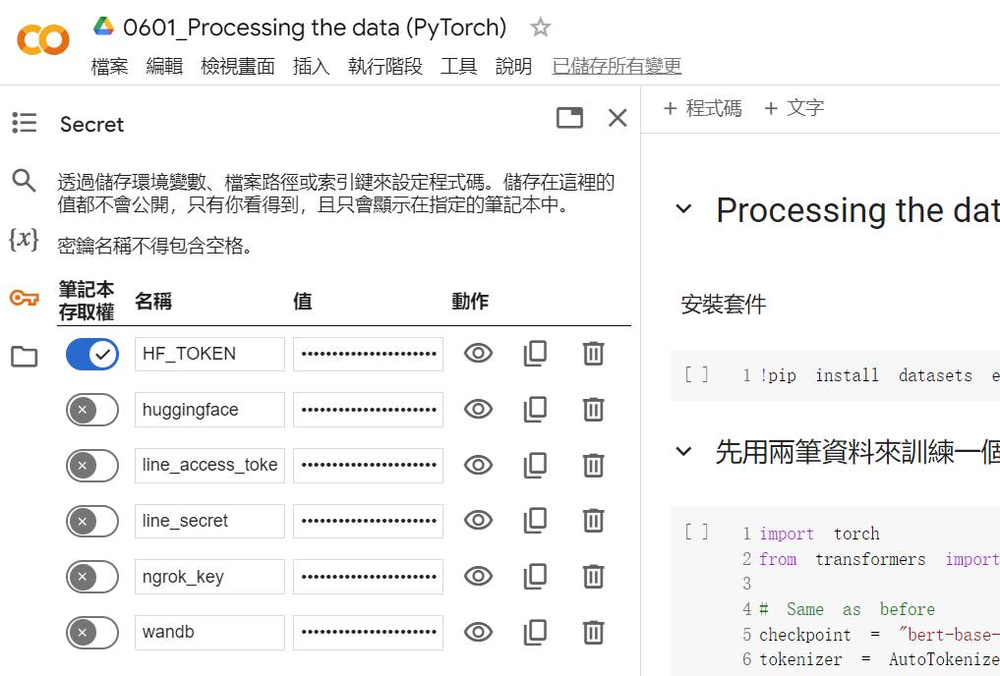 0601_Processing the data (PyTorch)
檔案 編輯 檢視畫面 插入 執行階段 工具 說明 已儲存所有變更
Secret
+ 程式碼 + 文字
透過儲存環境變數、檔案路徑或索引鍵來設定程式碼。儲存在這裡的
值都不會公開，只有你看得到，且只會顯示在指定的筆記本中。
密鑰名稱不得包含空格。
筆記本
存取權 名稱 值 動作
HF_TOKEN ••••••••••••••••••••••
huggingface ••••••••••••••••••••••
line_access_toke ••••••••••••••••••••••
line_secret ••••••••••••••••••••••
ngrok_key ••••••••••••••••••••••
wandb ••••••••••••••••••••••
Processing the dat
安裝套件
[ ] 1 !pip install datasets e
先用兩筆資料來訓練一個
[ ] 1 import torch
2 from transformers import
3
4 # Same as before
5 checkpoint = "bert-base-
6 tokenizer = AutoTokenize